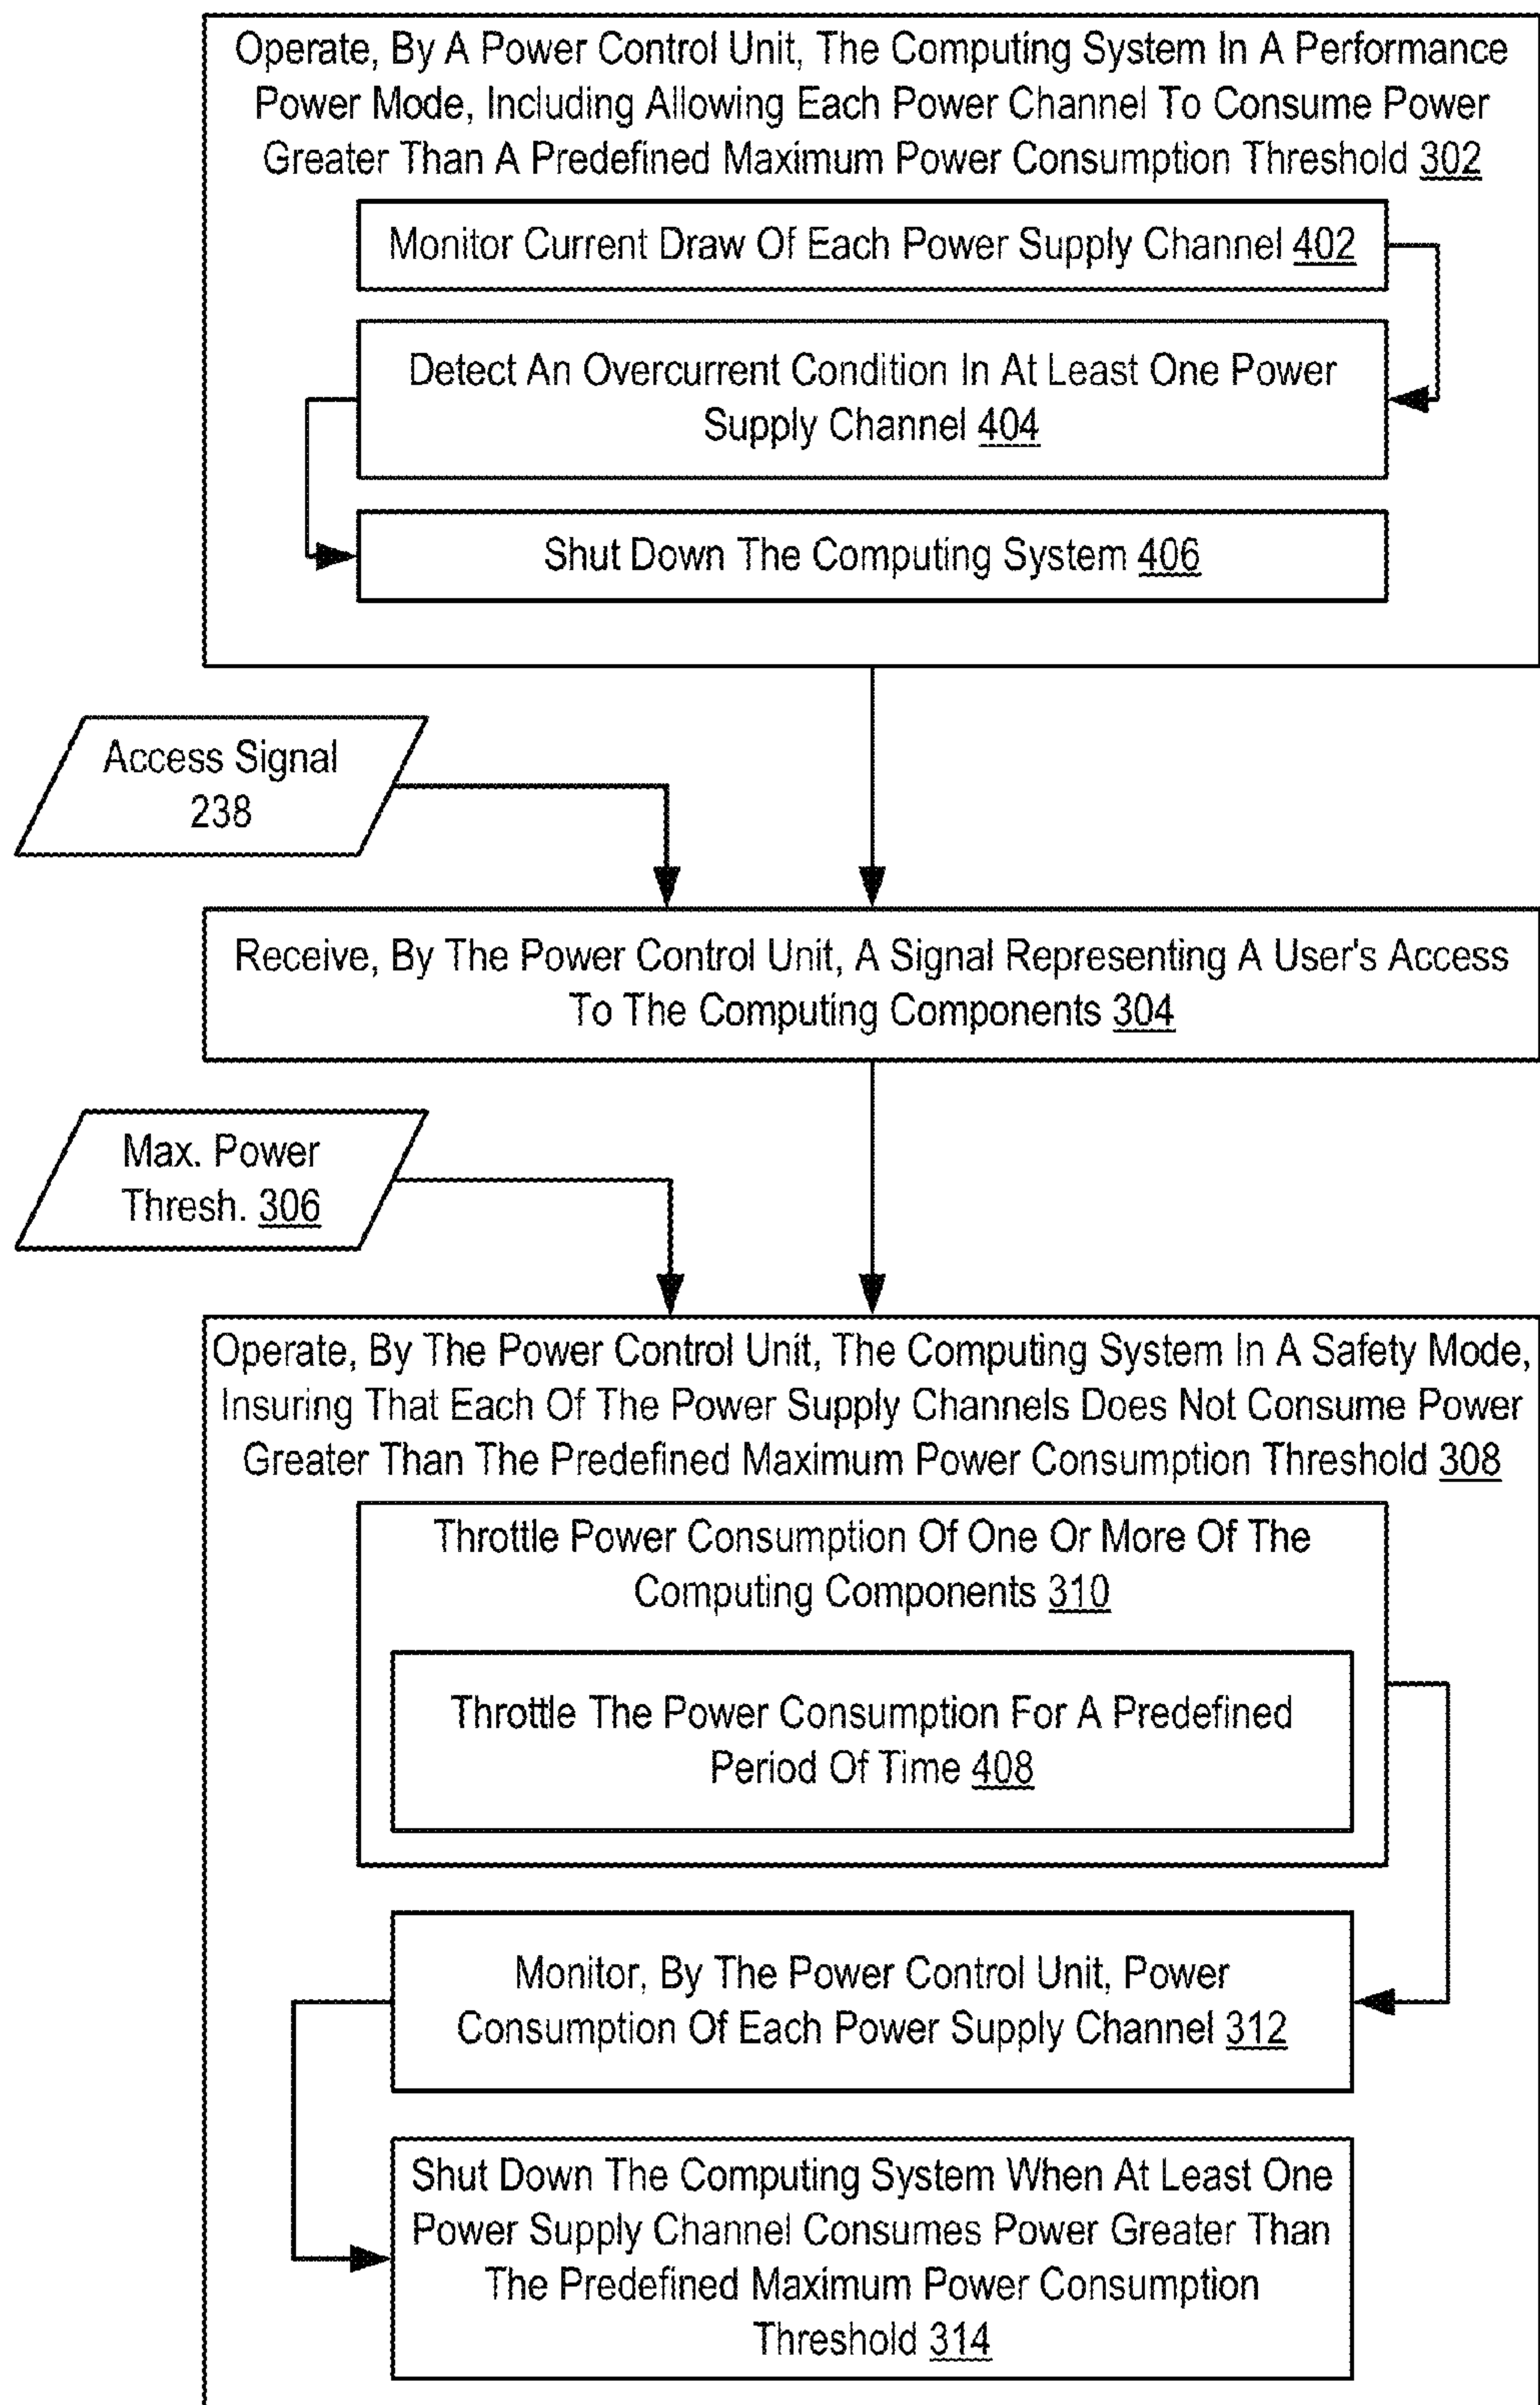 Operate, By A Power Control Unit, The Computing System In A Performance
Power Mode, Including Allowing Each Power Channel To Consume Power
Greater Than A Predefined Maximum Power Consumption Threshold 302
Monitor Current Draw Of Each Power Supply Channel 402
Detect An Overcurrent Condition In At Least One Power
Supply Channel 404
Shut Down The Computing System 406
Access Signal
238
Receive, By The Power Control Unit, A Signal Representing A User's Access
To The Computing Components 304
Max. Power
Thresh. 306
Operate, By The Power Control Unit, The Computing System In A Safety Mode,
Insuring That Each Of The Power Supply Channels Does Not Consume Power
Greater Than The Predefined Maximum Power Consumption Threshold 308
Throttle Power Consumption Of One Or More Of The
Computing Components 310
Throttle The Power Consumption For A Predefined
Period Of Time 408
Monitor, By The Power Control Unit, Power
Consumption Of Each Power Supply Channel 312
Shut Down The Computing System When At Least One
Power Supply Channel Consumes Power Greater Than
The Predefined Maximum Power Consumption
Threshold 314